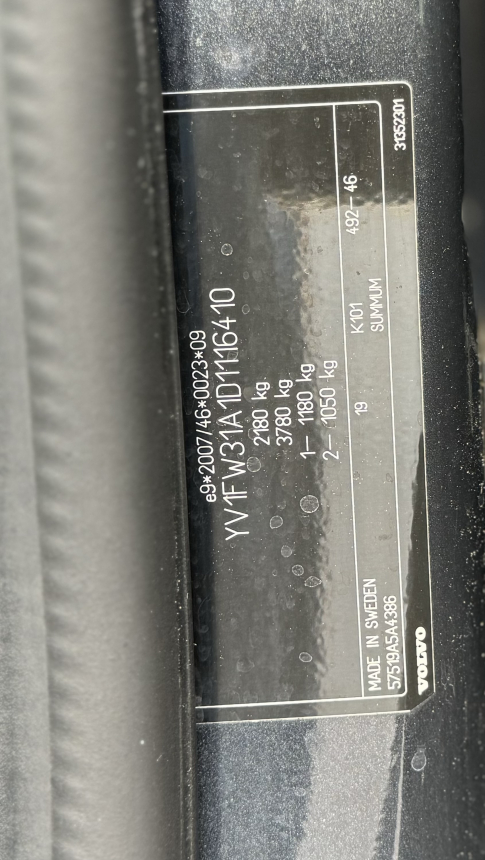 e9*2007/46*0023*09
YV1FW31A1D1116410
2180 kg
3780 kg
1– 1180 kg
2– 1050 kg
19 K101 492–46
MADE IN SWEDEN SUMMUM
57519A5A4386
VOLVO 31352301